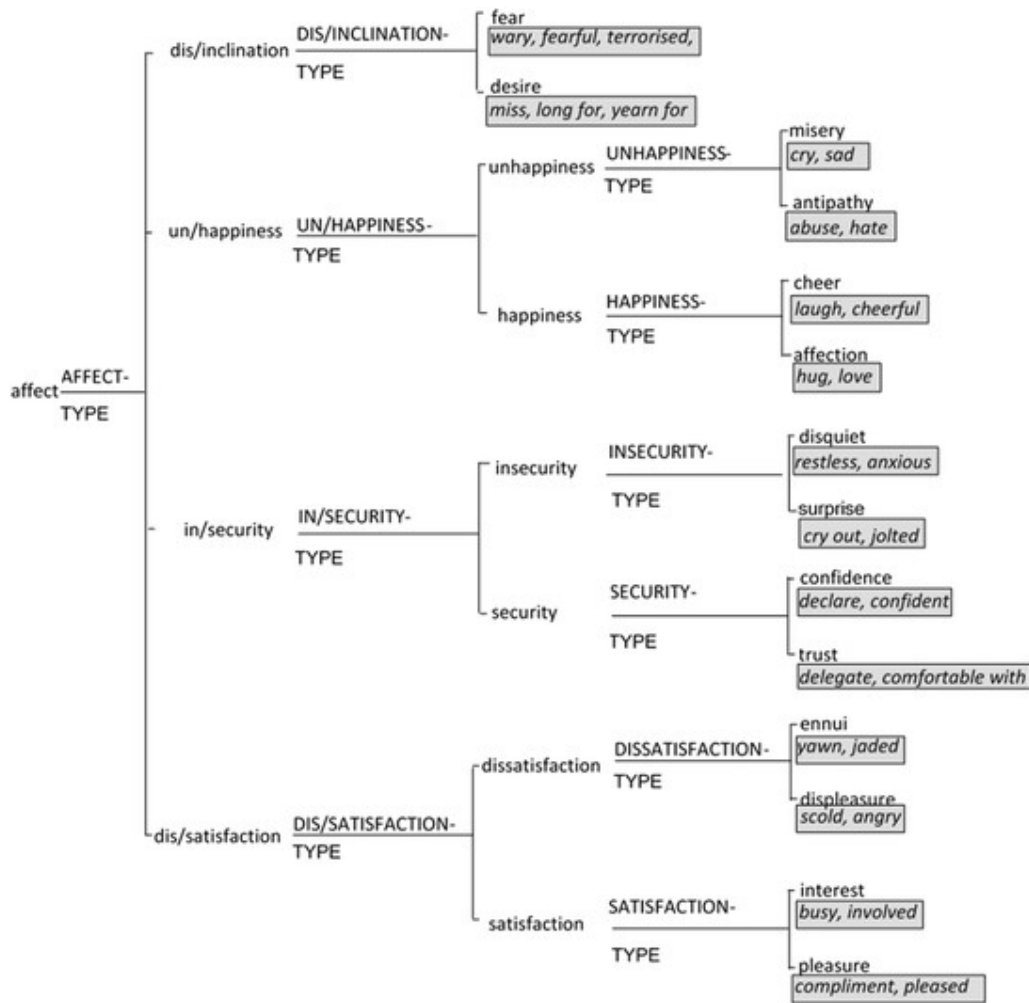 fear
DIS/INCLINATION-
wary, fearful, terrorised,
dis/inclination
TYPE
desire
miss, long for, yearn for
misery
UNHAPPINESS-
cry, sad
unhappiness
TYPE
antipathy
abuse, hate
un/happiness
UN/HAPPINESS-
TYPE
cheer
HAPPINESS-
laugh, cheerful
happiness
TYPE
affection
hug, love
AFFECT-
affect
TYPE
disquiet
INSECURITY-
restless, anxious
insecurity
TYPE
surprise
cry out, jolted
IN/SECURITY-
in/security
TYPE
confidence
SECURITY-
declare, confident
security
TYPE
trust
delegate, comfortable with
ennui
DISSATISFACTION-
yawn, jaded
dissatisfaction
TYPE
displeasure
scold, angry
DIS/SATISFACTION-
dis/satisfaction
TYPE
interest
SATISFACTION-
busy, involved
satisfaction
TYPE
pleasure
compliment, pleased